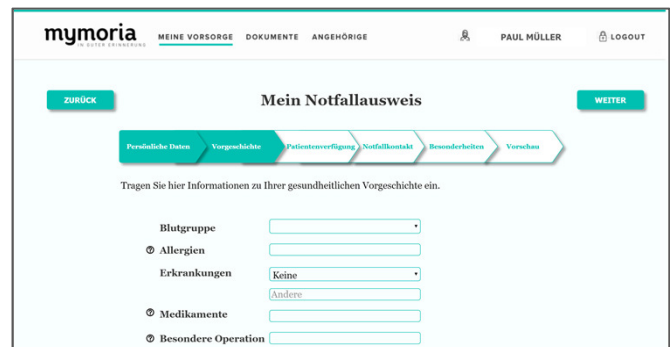 mymoria
IN GUTER ERINNERUNG
MEINE VORSORGE DOKUMENTE ANGEHÖRIGE PAUL MÜLLER LOGOUT
ZURÜCK Mein Notfallausweis WEITER
Persönliche Daten Vorgeschichte Patientenverfügung Notfallkontakt Besonderheiten Vorschau
Tragen Sie hier Informationen zu Ihrer gesundheitlichen Vorgeschichte ein.
Blutgruppe
? Allergien
Erkrankungen Keine
Andere
? Medikamente
? Besondere Operation